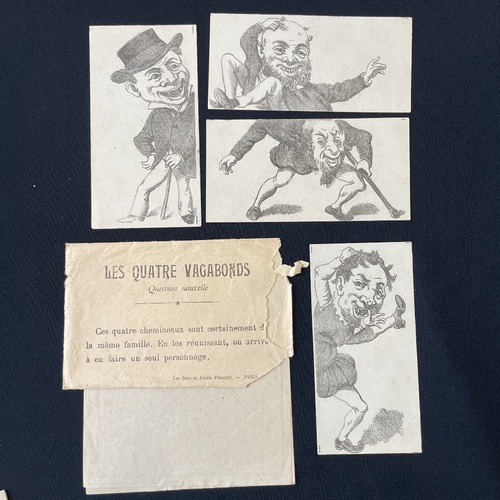 LES QUATRE VAGABONDS
Question nouvelle
Ces quatre chemineaux sont certainement d
la même famille. En les réunissant, on arrive
à en faire un seul personnage.
Les Jeux et Jouets Français. — PARIS